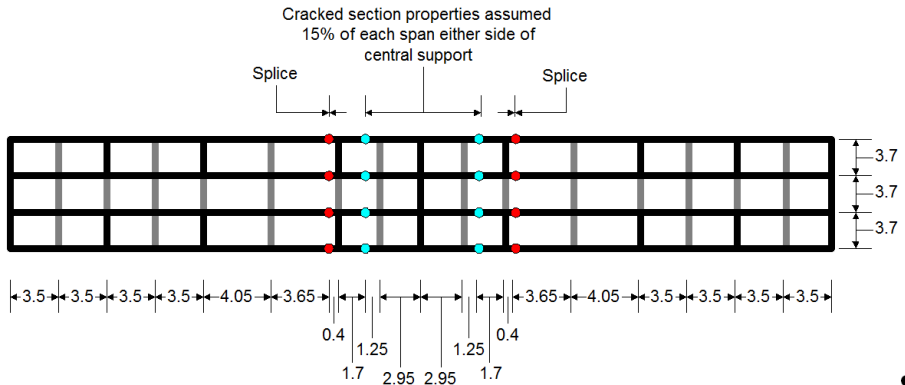 Cracked section properties assumed
15% of each span either side of
central support
Splice
Splice
3.7
3.7
3.7
3.5 3.5 3.5 3.5 4.05 3.65 3.65 4.05 3.5 3.5 3.5 3.5
0.4 0.4
1.25 1.25
1.7 2.95 2.95 1.7